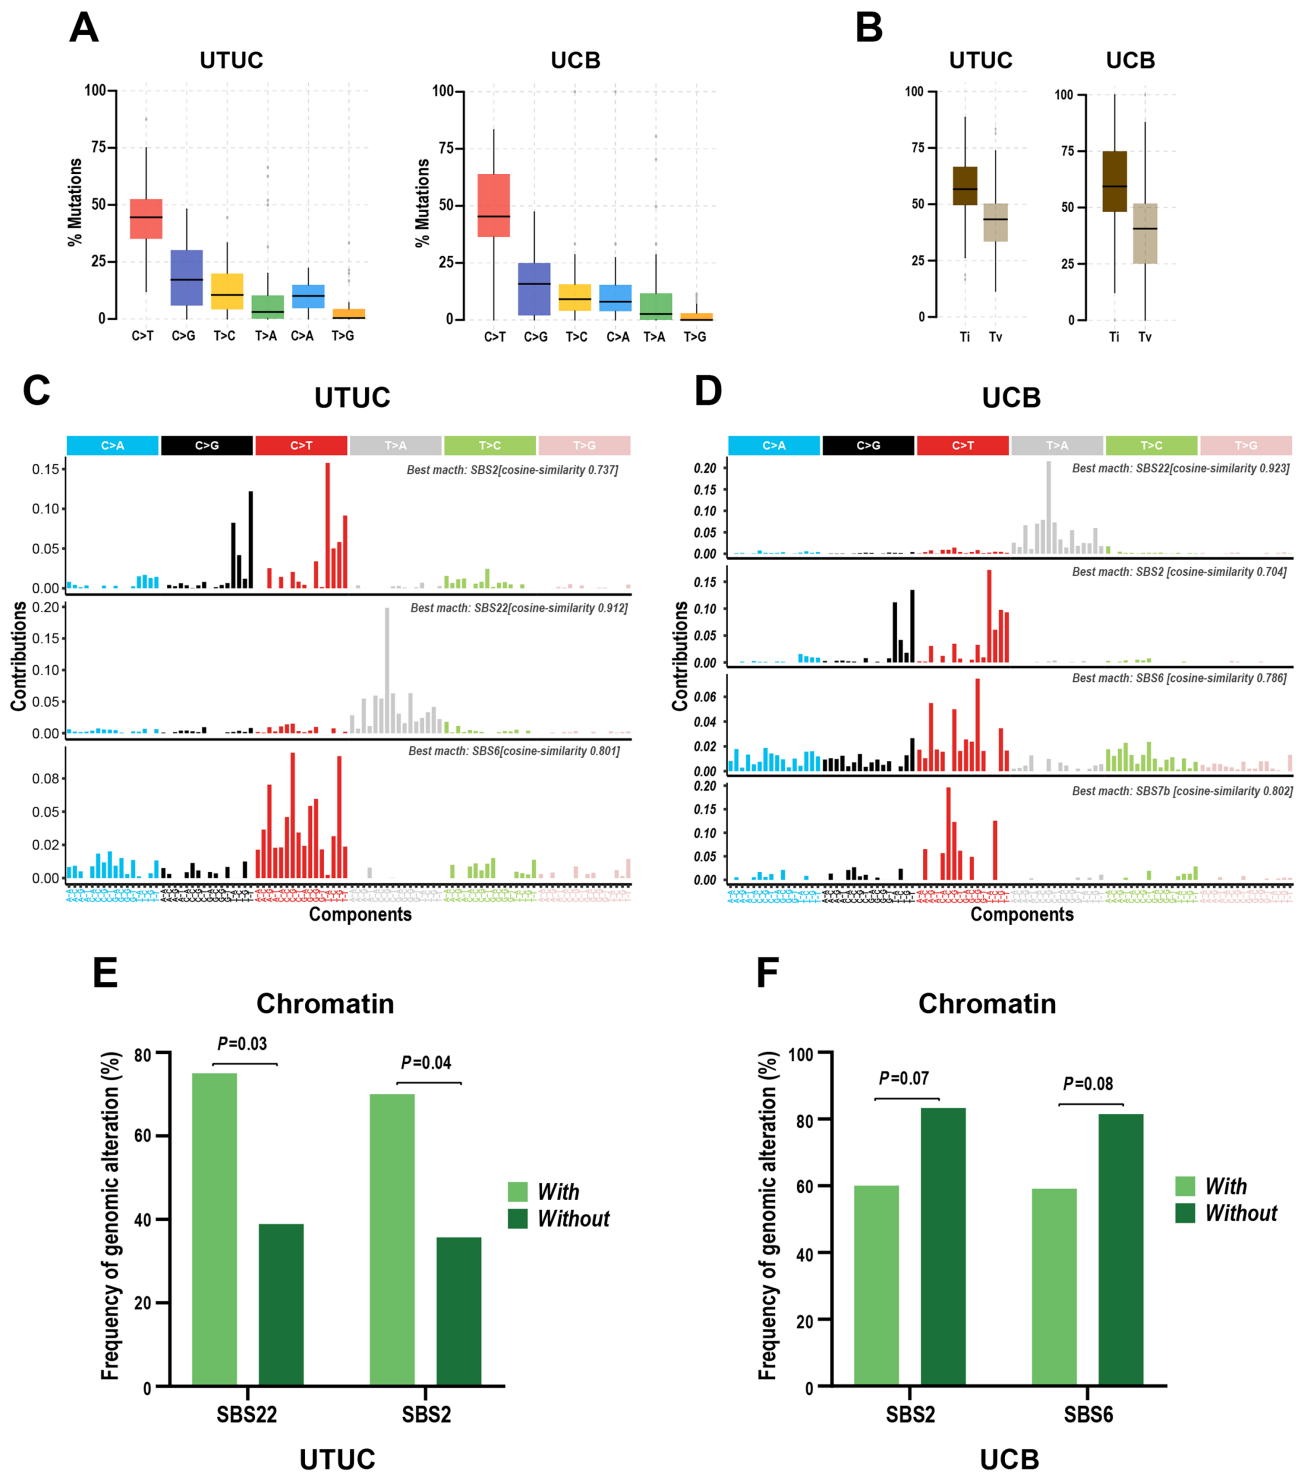 A
B
UTUC
UCB
UTUC
UCB
% Mutations
100
75
50
25
0
C>T C>G T>C T>A C>A T>G
% Mutations
100
75
50
25
0
C>T C>G T>C C>A T>A T>G
100
75
50
25
0
Ti Tv
100
75
50
25
0
Ti Tv
C
UTUC
D
UCB
C>A C>G C>T T>A T>C T>G
Contributions
Best macth: SBS2[cosine-similarity 0.737]
0.15
0.10
0.05
0.00
Best macth: SBS22[cosine-similarity 0.912]
0.20
0.15
0.10
0.05
0.00
Best macth: SBS6[cosine-similarity 0.801]
0.08
0.05
0.02
0.00
Components
C>A C>G C>T T>A T>C T>G
Contributions
Best macth: SBS22[cosine-similarity 0.923]
0.20
0.15
0.10
0.05
0.00
Best macth: SBS2 [cosine-similarity 0.704]
0.15
0.10
0.05
0.00
Best macth: SBS6 [cosine-similarity 0.786]
0.06
0.04
0.02
0.00
Best macth: SBS7b [cosine-similarity 0.802]
0.20
0.15
0.10
0.05
0.00
Components
E
Chromatin
Frequency of genomic alteration (%)
80
60
40
20
0
P=0.03
P=0.04
With
Without
SBS22 SBS2
UTUC
F
Chromatin
Frequency of genomic alteration (%)
100
80
60
40
20
0
P=0.07
P=0.08
With
Without
SBS2 SBS6
UCB